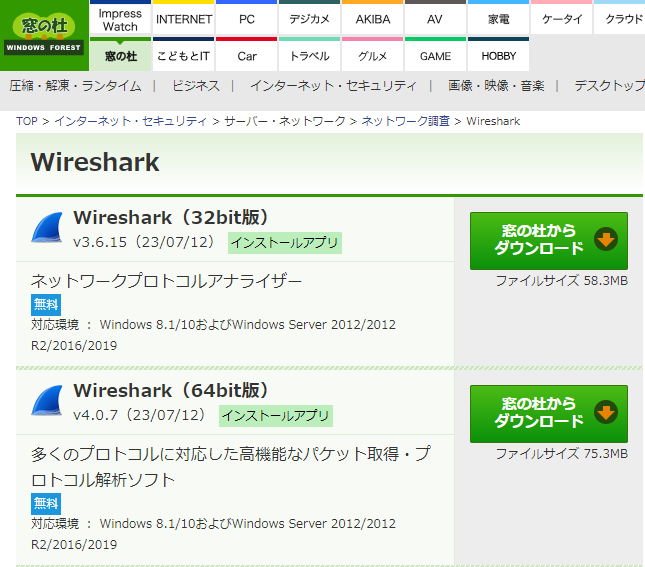 窓の杜
WINDOWS FOREST
Impress Watch
INTERNET
PC
デジカメ
AKIBA
AV
家電
ケータイ
クラウド
窓の杜
こどもとIT
Car
トラベル
グルメ
GAME
HOBBY
圧縮・解凍・ランタイム | ビジネス | インターネット・セキュリティ | 画像・映像・音楽 | デスクトップ
TOP > インターネット・セキュリティ > サーバー・ネットワーク > ネットワーク調査 > Wireshark
Wireshark
Wireshark（32bit版）
v3.6.15（23/07/12） インストールアプリ
窓の杜から
ダウンロード
ファイルサイズ 58.3MB
ネットワークプロトコルアナライザー
無料
対応環境 ： Windows 8.1/10およびWindows Server 2012/2012
R2/2016/2019
Wireshark（64bit版）
v4.0.7（23/07/12） インストールアプリ
窓の杜から
ダウンロード
ファイルサイズ 75.3MB
多くのプロトコルに対応した高機能なパケット取得・プ
ロトコル解析ソフト
無料
対応環境 ： Windows 8.1/10およびWindows Server 2012/2012
R2/2016/2019